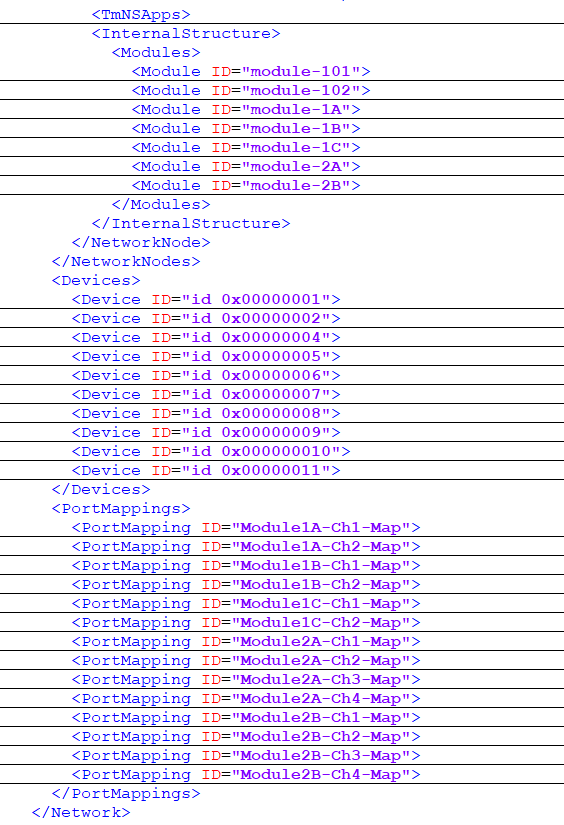 <TmNSApps>
<InternalStructure>
<Modules>
<Module ID="module-101">
<Module ID="module-102">
<Module ID="module-1A">
<Module ID="module-1B">
<Module ID="module-1C">
<Module ID="module-2A">
<Module ID="module-2B">
</Modules>
</InternalStructure>
</NetworkNode>
</NetworkNodes>
<Devices>
<Device ID="id 0x00000001">
<Device ID="id 0x00000002">
<Device ID="id 0x00000004">
<Device ID="id 0x00000005">
<Device ID="id 0x00000006">
<Device ID="id 0x00000007">
<Device ID="id 0x00000008">
<Device ID="id 0x00000009">
<Device ID="id 0x000000010">
<Device ID="id 0x00000011">
</Devices>
<PortMappings>
<PortMapping ID="Module1A-Ch1-Map">
<PortMapping ID="Module1A-Ch2-Map">
<PortMapping ID="Module1B-Ch1-Map">
<PortMapping ID="Module1B-Ch2-Map">
<PortMapping ID="Module1C-Ch1-Map">
<PortMapping ID="Module1C-Ch2-Map">
<PortMapping ID="Module2A-Ch1-Map">
<PortMapping ID="Module2A-Ch2-Map">
<PortMapping ID="Module2A-Ch3-Map">
<PortMapping ID="Module2A-Ch4-Map">
<PortMapping ID="Module2B-Ch1-Map">
<PortMapping ID="Module2B-Ch2-Map">
<PortMapping ID="Module2B-Ch3-Map">
<PortMapping ID="Module2B-Ch4-Map">
</PortMappings>
</Network>